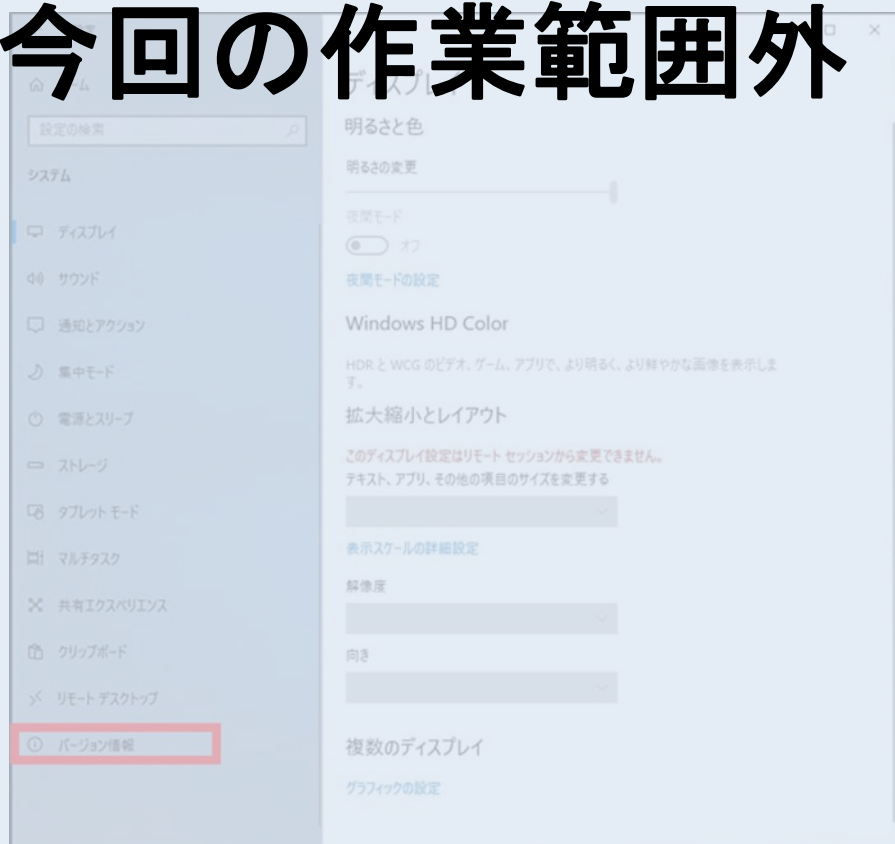 今回の作業範囲外
ディスプレイ
設定の検索
システム
ディスプレイ
サウンド
通知とアクション
集中モード
電源とスリープ
ストレージ
タブレット モード
マルチタスク
共有エクスペリエンス
クリップボード
リモート デスクトップ
バージョン情報
明るさと色
明るさの変更
夜間モード
オフ
夜間モードの設定
Windows HD Color
HDR と WCG のビデオ、ゲーム、アプリで、より明るく、より鮮やかな画像を表示しま
す。
拡大縮小とレイアウト
このディスプレイ設定はリモート セッションから変更できません。
テキスト、アプリ、その他の項目のサイズを変更する
表示スケールの詳細設定
解像度
向き
複数のディスプレイ
グラフィックの設定